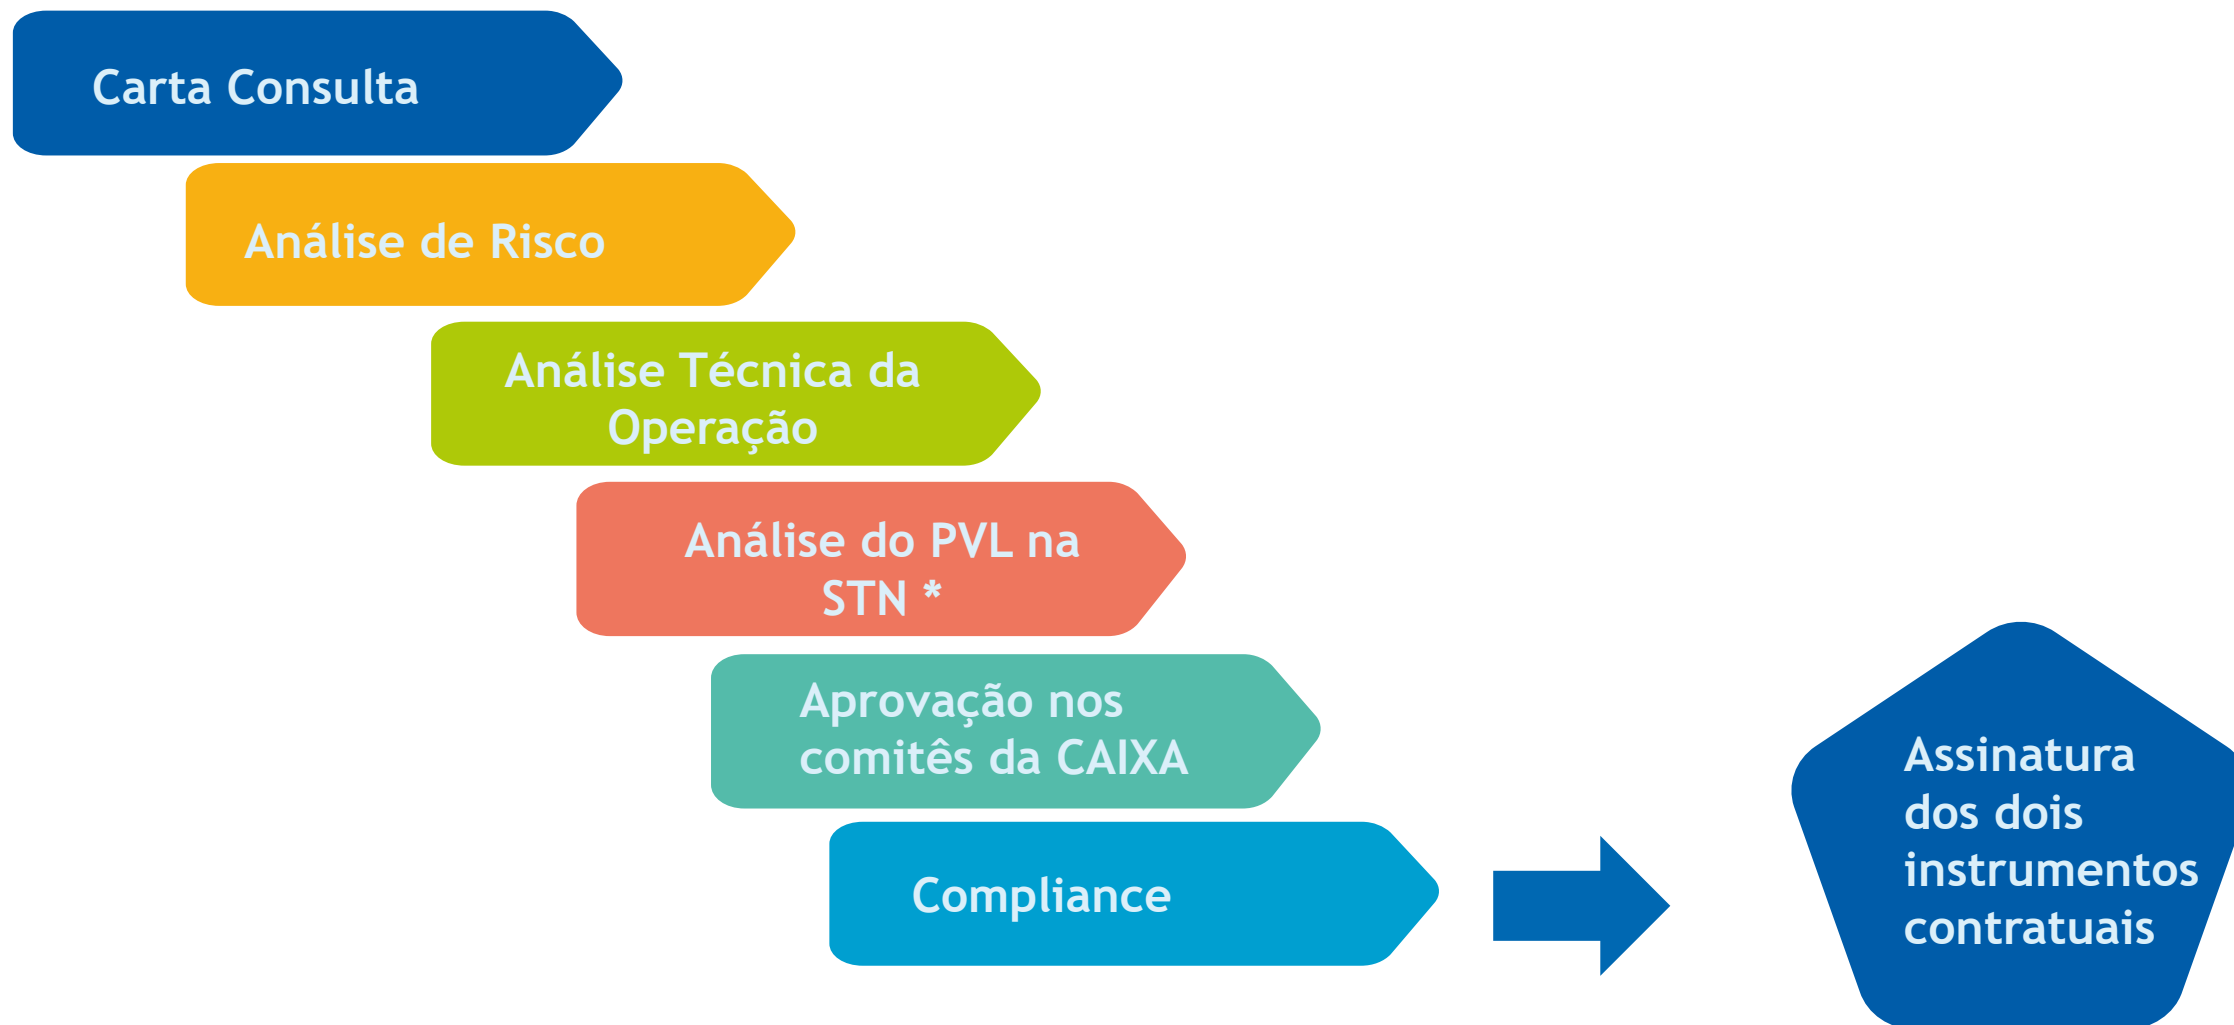 Carta Consulta
Análise de Risco
Análise Técnica da
Operação
Análise do PVL na
STN *
Aprovação nos
comitês da CAIXA
Compliance
Assinatura
dos dois
instrumentos
contratuais